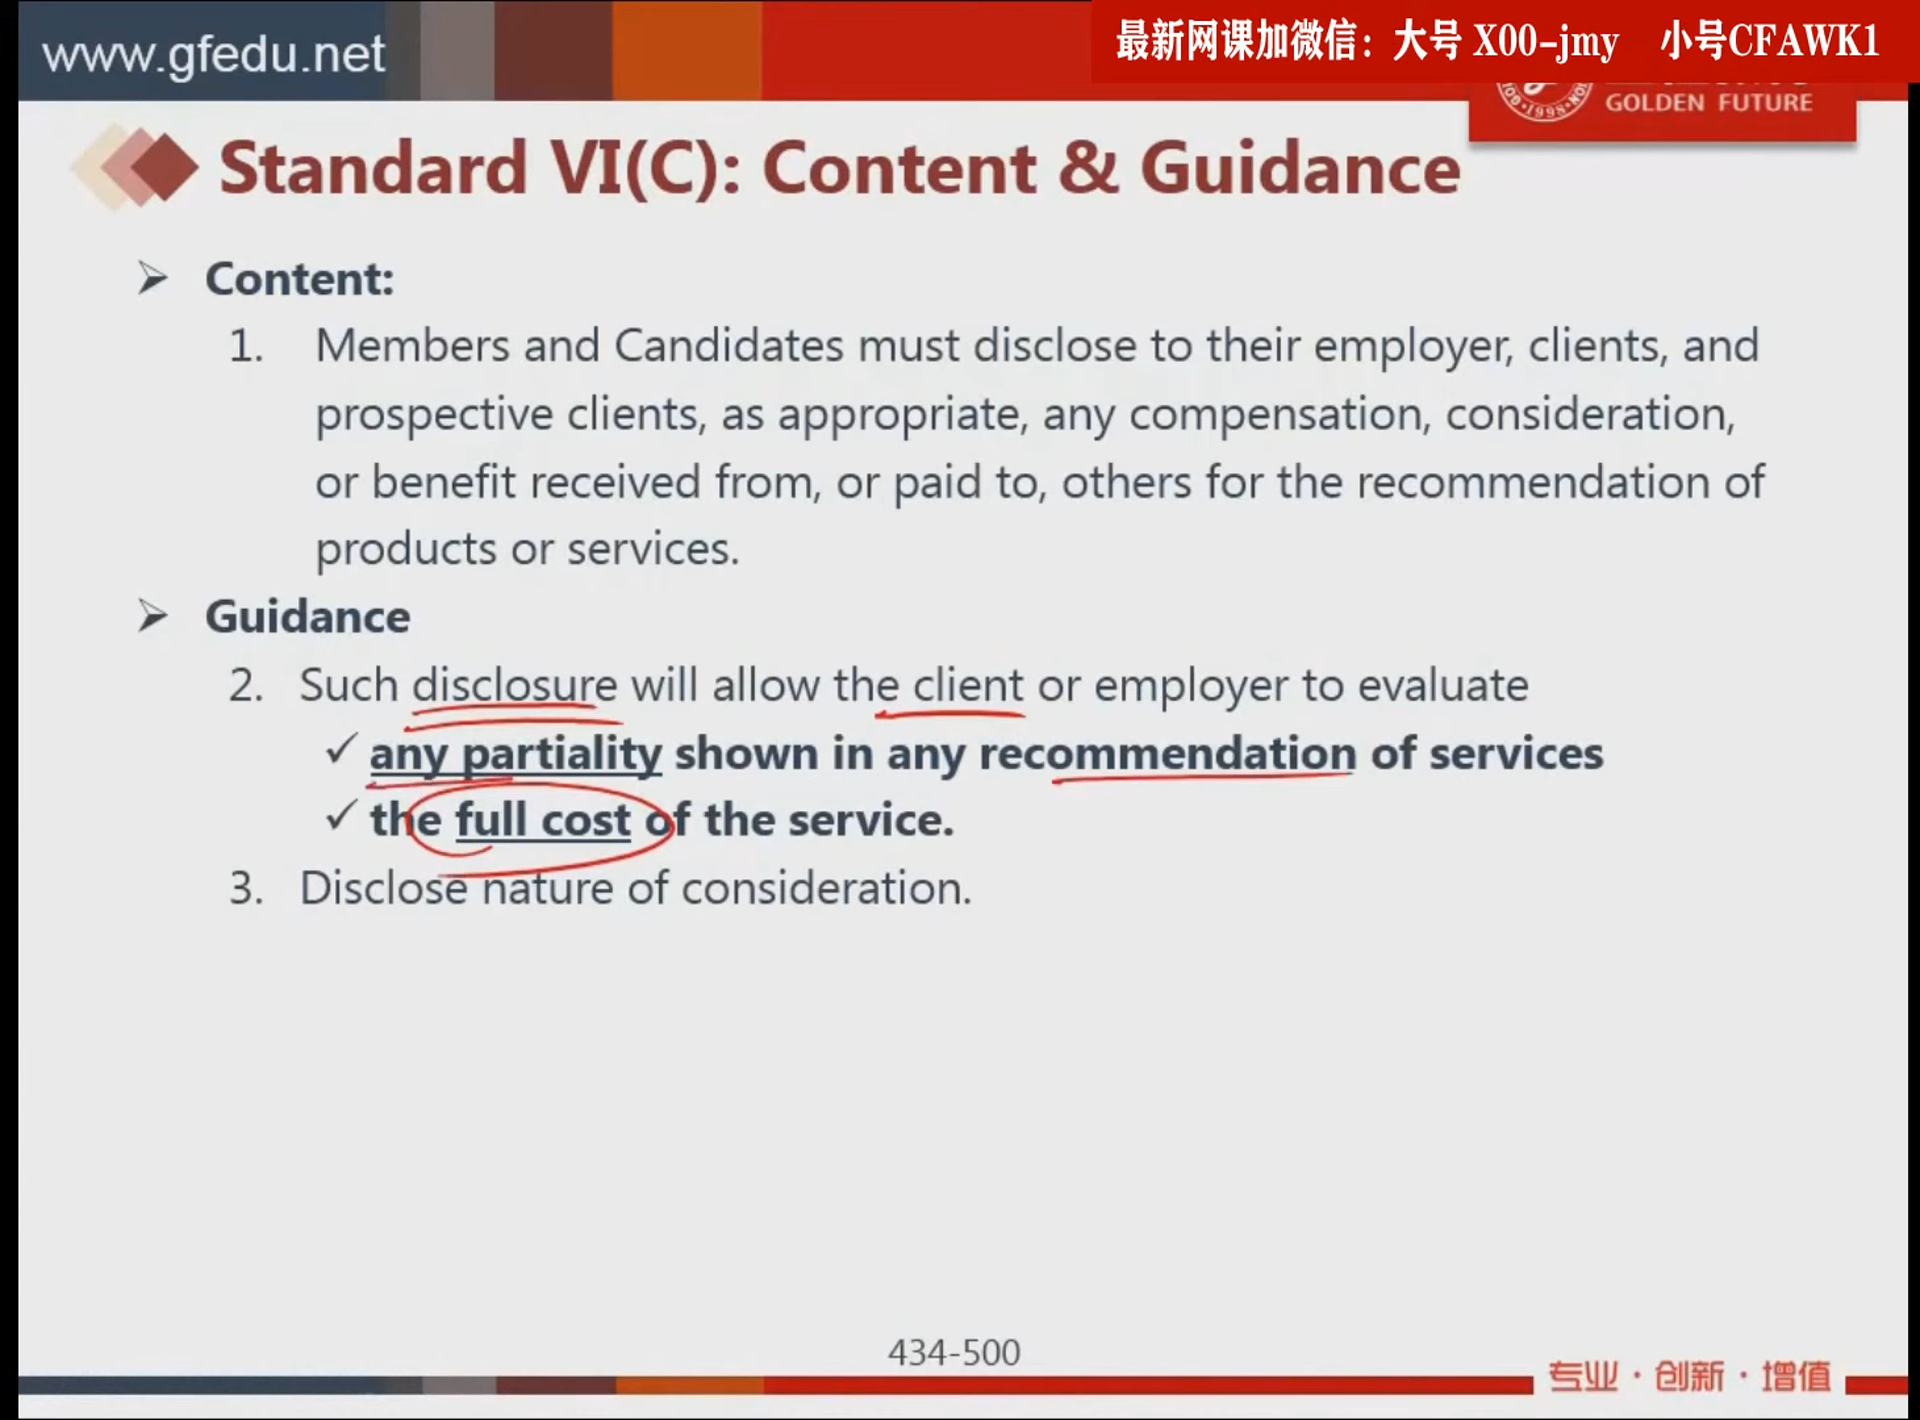 www.gfedu.net
最新网课加微信：大号 X00-jmy 小号CFAWK1
GOLDEN FUTURE
Standard VI(C): Content & Guidance
➢ Content:
1. Members and Candidates must disclose to their employer, clients, and
prospective clients, as appropriate, any compensation, consideration,
or benefit received from, or paid to, others for the recommendation of
products or services.
➢ Guidance
2. Such disclosure will allow the client or employer to evaluate
✓ any partiality shown in any recommendation of services
✓ the full cost of the service.
3. Disclose nature of consideration.
434-500
专业・创新・增值